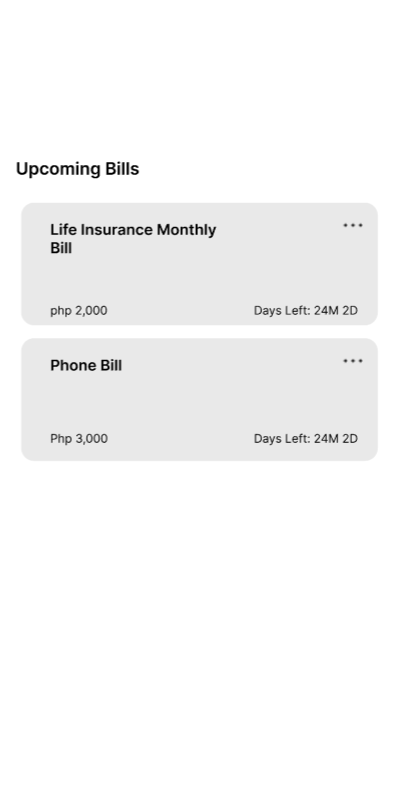 Upcoming Bills
Life Insurance Monthly
Bill
php 2,000
Days Left: 24M 2D
Phone Bill
Php 3,000
Days Left: 24M 2D